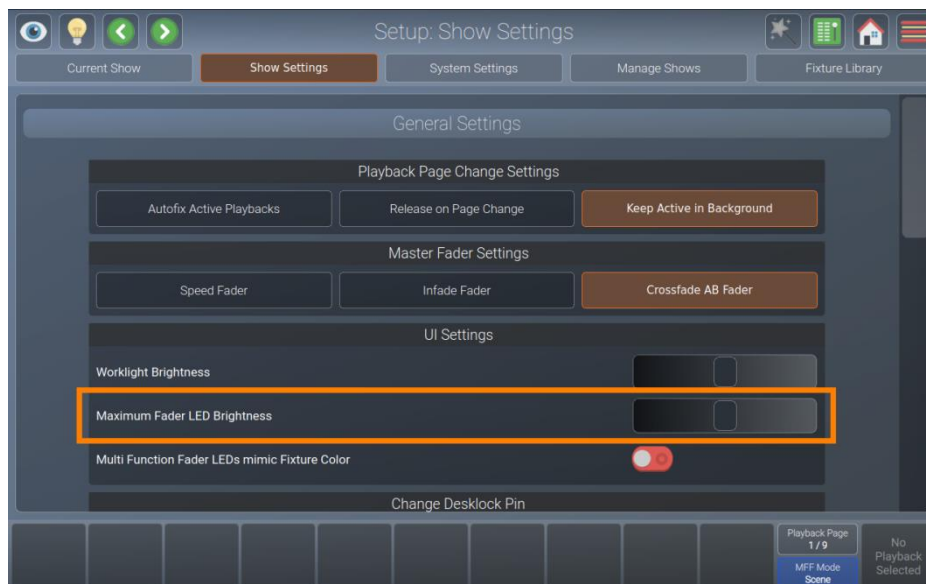 Setup: Show Settings
Current Show
Show Settings
System Settings
Manage Shows
Fixture Library
General Settings
Playback Page Change Settings
Autofix Active Playbacks
Release on Page Change
Keep Active in Background
Master Fader Settings
Speed Fader
Infade Fader
Crossfade AB Fader
UI Settings
Worklight Brightness
Maximum Fader LED Brightness
Multi Function Fader LEDs mimic Fixture Color
Change Desklock Pin
Playback Page
1 / 9
MFF Mode
Scene
No
Playback
Selected